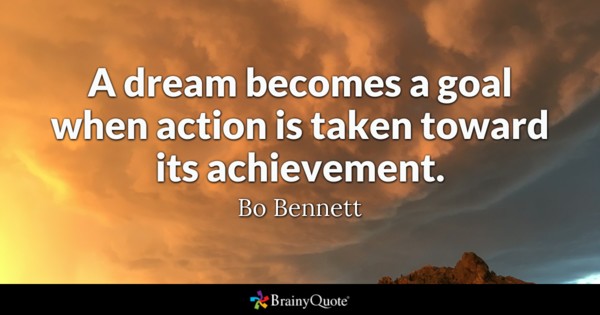 A dream becomes a goal
when action is taken toward
its achievement.
Bo Bennett
BrainyQuote®